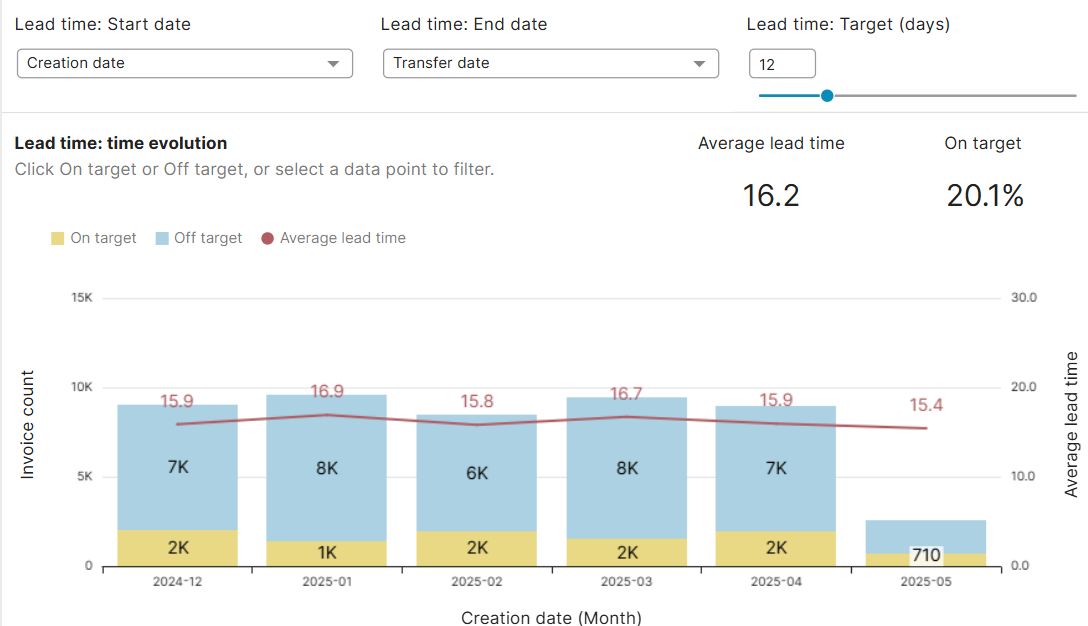 Lead time: Start date Lead time: End date Lead time: Target (days)
Creation date Transfer date 12
Lead time: time evolution Average lead time On target
Click On target or Off target, or select a data point to filter.
16.2 20.1%
On target Off target Average lead time
15K 30.0
10K 20.0
15.9 16.9 15.8 16.7 15.9 15.4
Invoice count
Average lead time
7K 8K 6K 8K 7K
5K 10.0
2K 1K 2K 2K 2K 710
0 0.0
2024-12 2025-01 2025-02 2025-03 2025-04 2025-05
Creation date (Month)